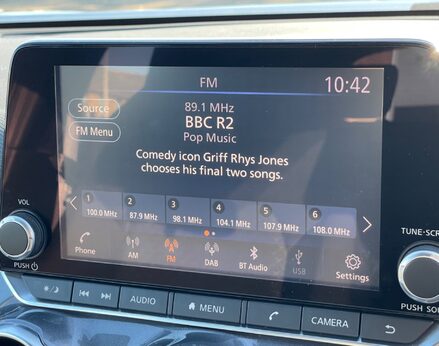 FM
10:42
Source
89.1 MHz
FM Menu
BBC R2
Pop Music
Comedy icon Griff Rhys Jones
chooses his final two songs.
1 2 3 4 5 6
100.0 MHz 87.9 MHz 98.1 MHz 104.1 MHz 107.9 MHz 108.0 MHz
Phone AM FM DAB BT Audio USB Settings
VOL
PUSH
TUNE-SCR
PUSH SOU
AUDIO MENU CAMERA